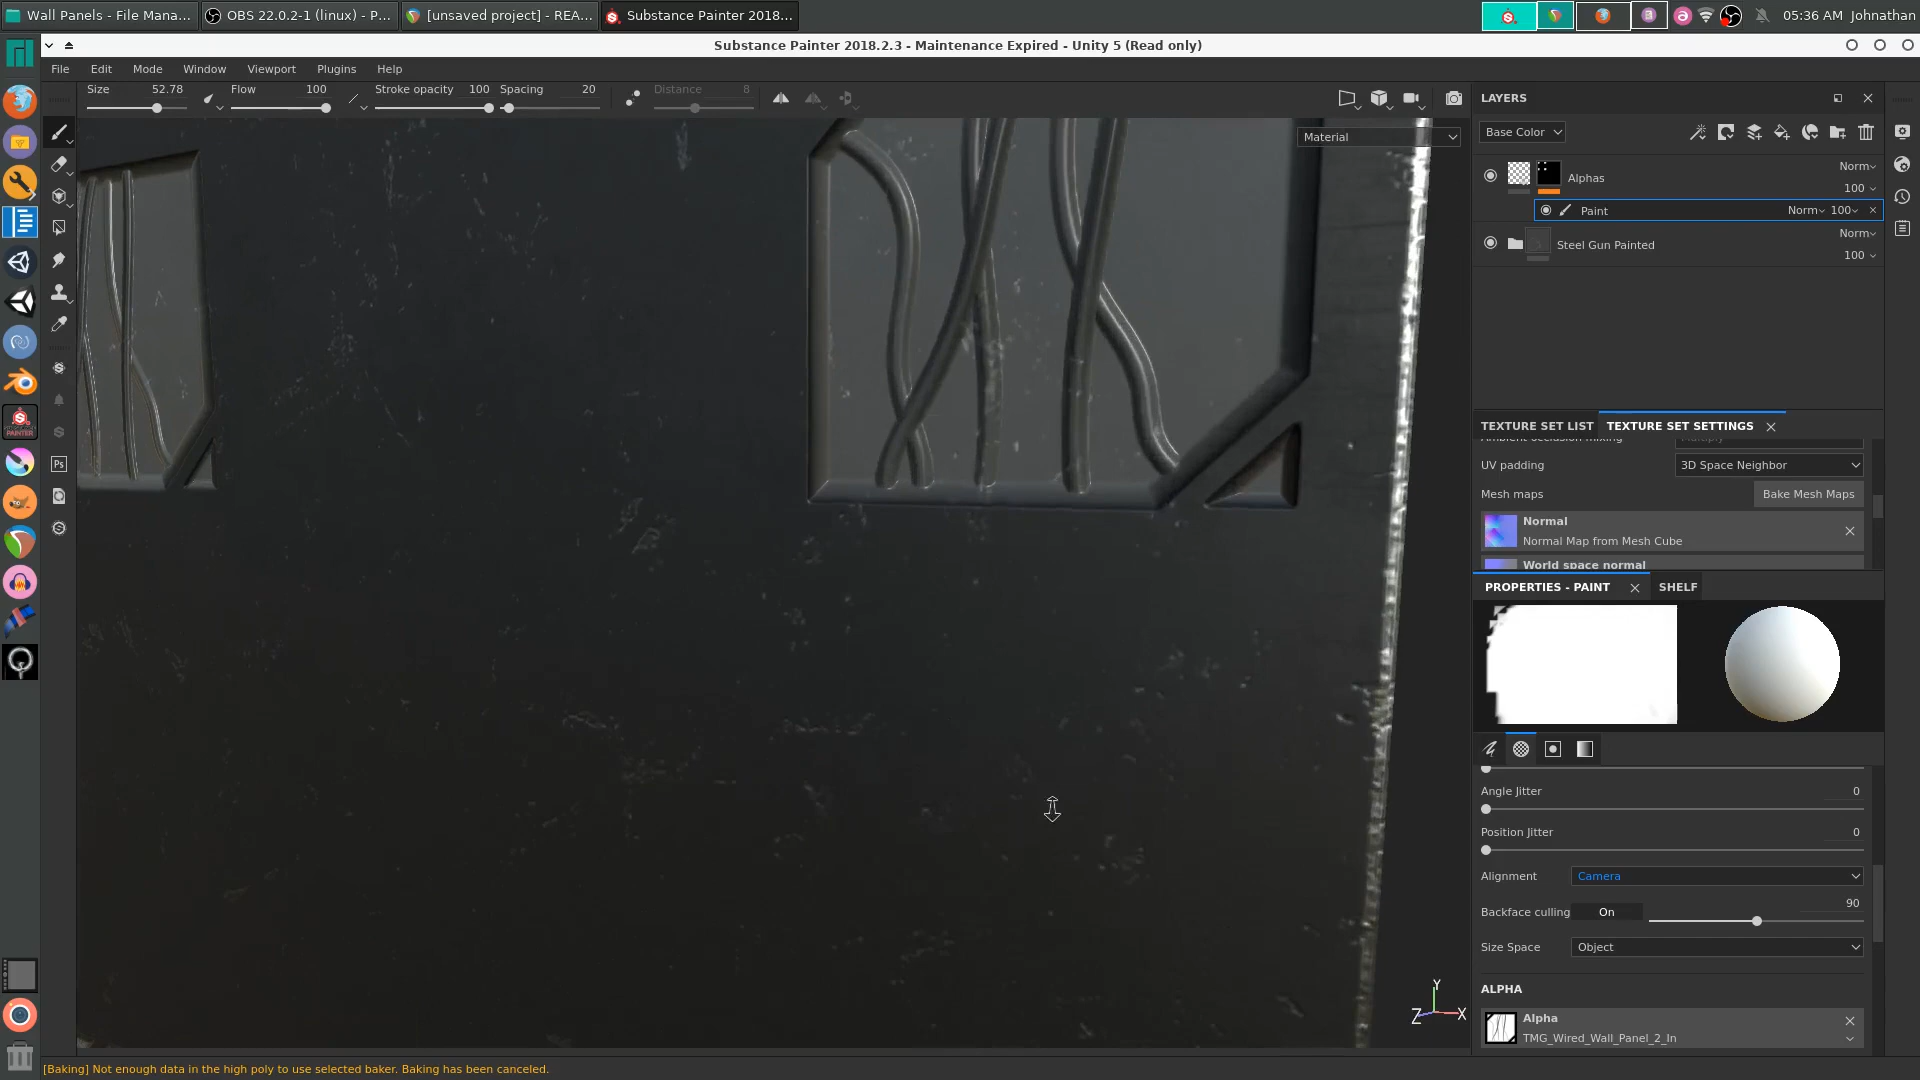 Wall Panels - File Mana...
OBS 22.0.2-1 (linux) - P...
[unsaved project] - REA...
Substance Painter 2018...
05:36 AM Johnathan
Substance Painter 2018.2.3 - Maintenance Expired - Unity 5 (Read only)
File Edit Mode Window Viewport Plugins Help
Size 52.78 Flow 100 Stroke opacity 100 Spacing 20 Distance 8
Material
LAYERS
Base Color
Norm
Alphas
100
Paint Norm 100
Norm
Steel Gun Painted
100
TEXTURE SET LIST TEXTURE SET SETTINGS
Ambient occlusion mixing Multiply
UV padding 3D Space Neighbor
Mesh maps Bake Mesh Maps
Normal
Normal Map from Mesh Cube
World space normal
PROPERTIES - PAINT SHELF
Angle Jitter 0
Position Jitter 0
Alignment Camera
Backface culling On 90
Size Space Object
ALPHA
Alpha
TMG_Wired_Wall_Panel_2_In
Y
Z X
Ps
PAINTER
[Baking] Not enough data in the high poly to use selected baker. Baking has been canceled.